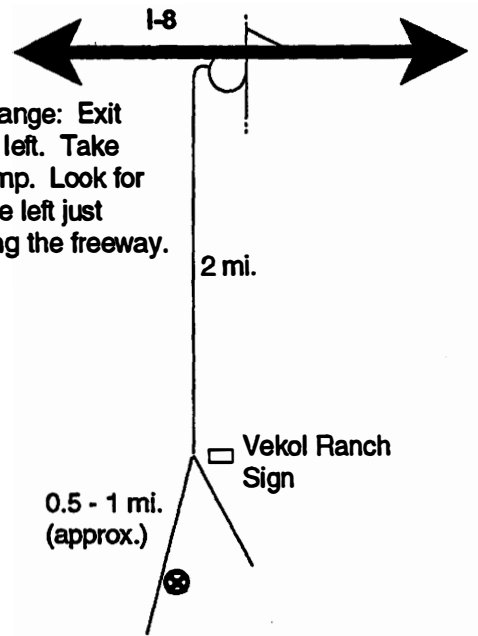 I-8
ange: Exit
left. Take
mp. Look for
e left just
ng the freeway.
2 mi.
Vekol Ranch
Sign
0.5 - 1 mi.
(approx.)